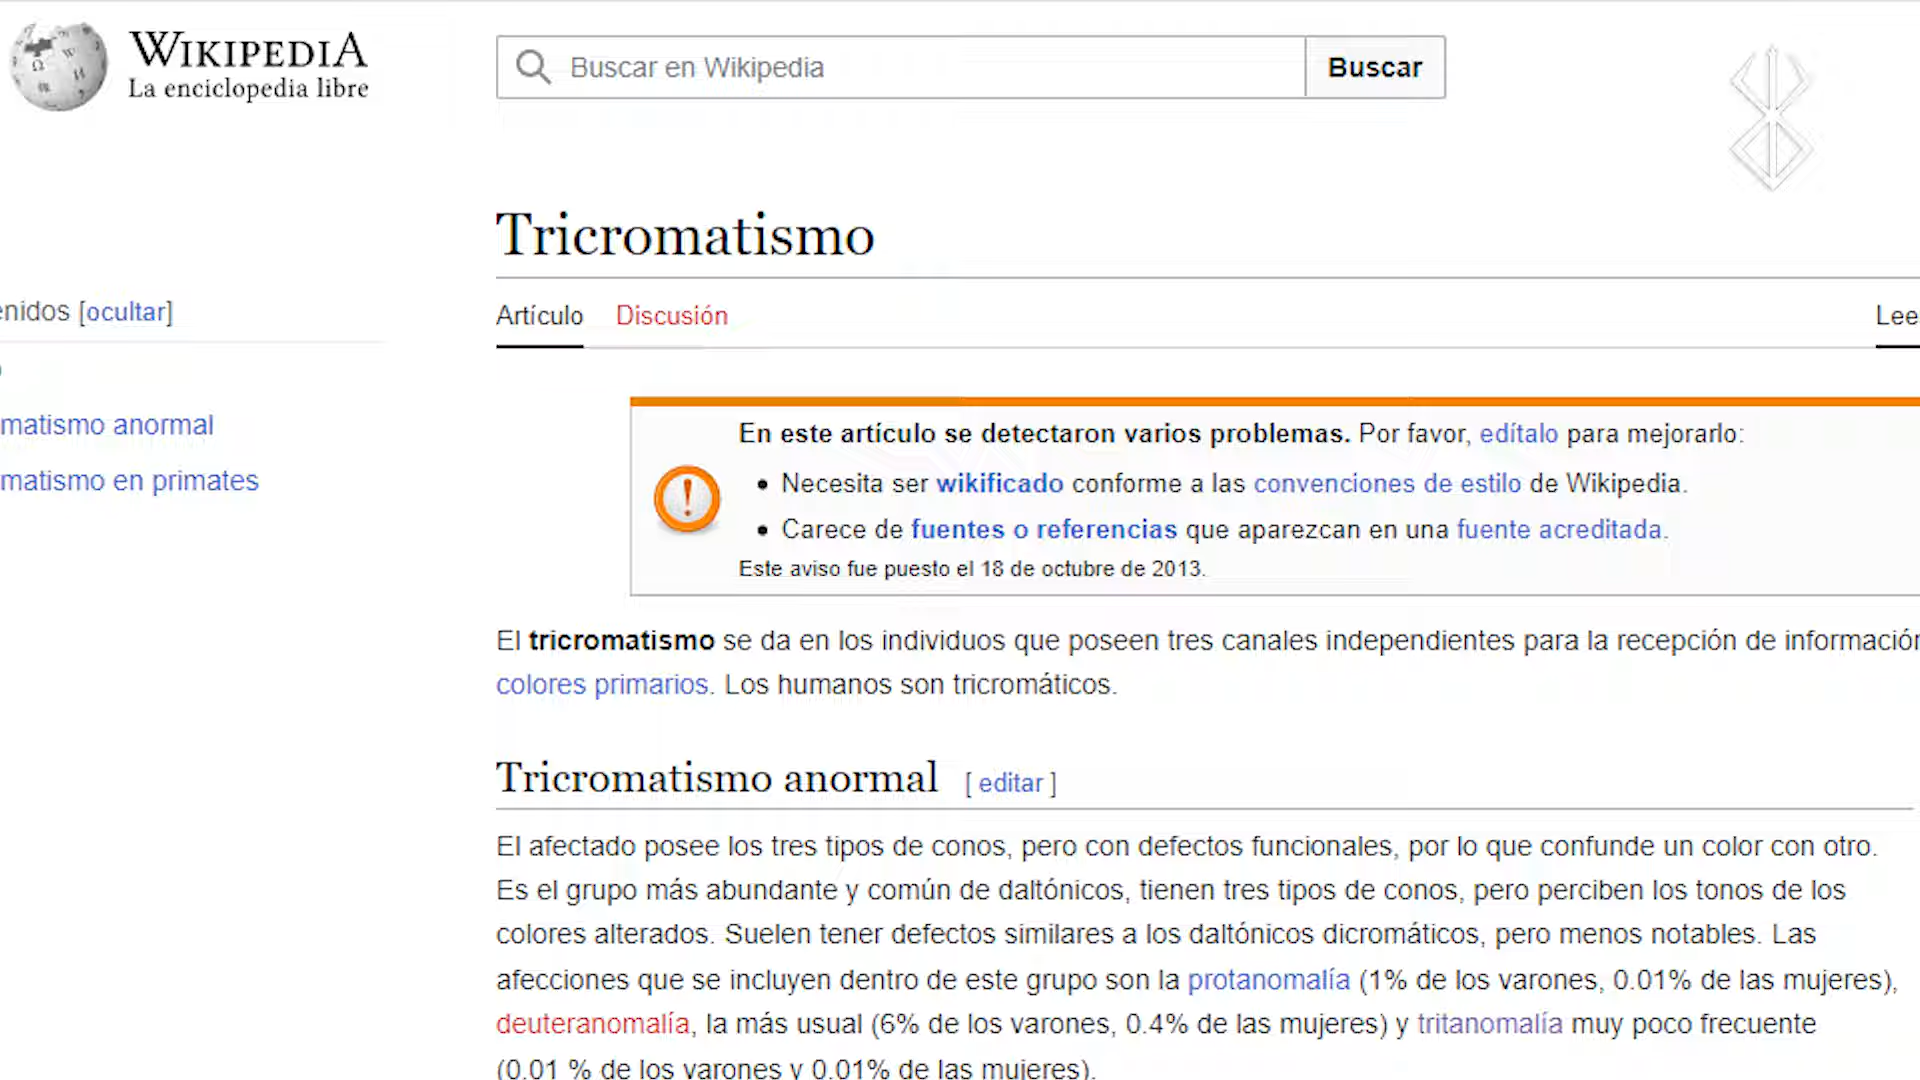 WIKIPEDIA
La enciclopedia libre
Buscar en Wikipedia
Buscar
Tricromatismo
enidos [ocultar]
Artículo Discusión
Lee
matismo anormal
matismo en primates
En este artículo se detectaron varios problemas. Por favor, edítalo para mejorarlo:
• Necesita ser wikificado conforme a las convenciones de estilo de Wikipedia.
• Carece de fuentes o referencias que aparezcan en una fuente acreditada.
Este aviso fue puesto el 18 de octubre de 2013.
El tricromatismo se da en los individuos que poseen tres canales independientes para la recepción de información
colores primarios. Los humanos son tricromáticos.
Tricromatismo anormal [ editar ]
El afectado posee los tres tipos de conos, pero con defectos funcionales, por lo que confunde un color con otro.
Es el grupo más abundante y común de daltónicos, tienen tres tipos de conos, pero perciben los tonos de los
colores alterados. Suelen tener defectos similares a los daltónicos dicromáticos, pero menos notables. Las
afecciones que se incluyen dentro de este grupo son la protanomalía (1% de los varones, 0.01% de las mujeres),
deuteranomalía, la más usual (6% de los varones, 0.4% de las mujeres) y tritanomalía muy poco frecuente
(0.01 % de los varones y 0.01% de las mujeres).